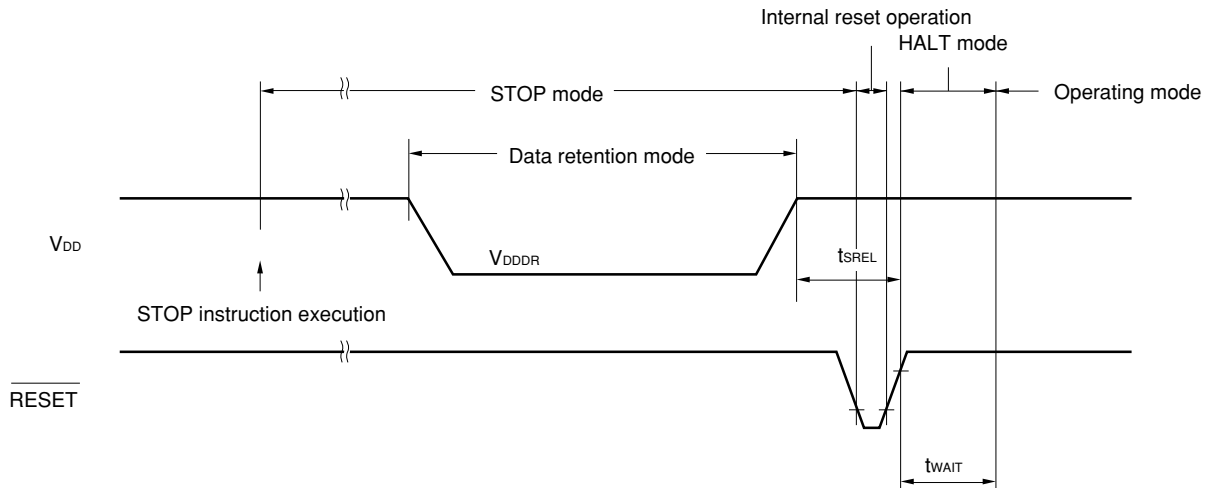 Internal reset operation
HALT mode
STOP mode
Operating mode
Data retention mode
VDD
VDDDR
tSREL
STOP instruction execution
RESET
tWAIT